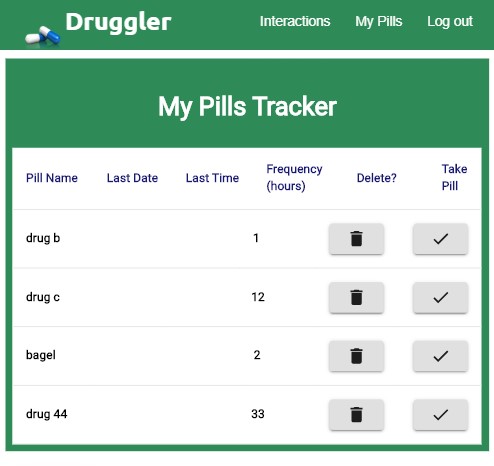 Druggler Interactions My Pills Log out
My Pills Tracker
Pill Name Last Date Last Time Frequency (hours) Delete? Take Pill
drug b 1
drug c 12
bagel 2
drug 44 33